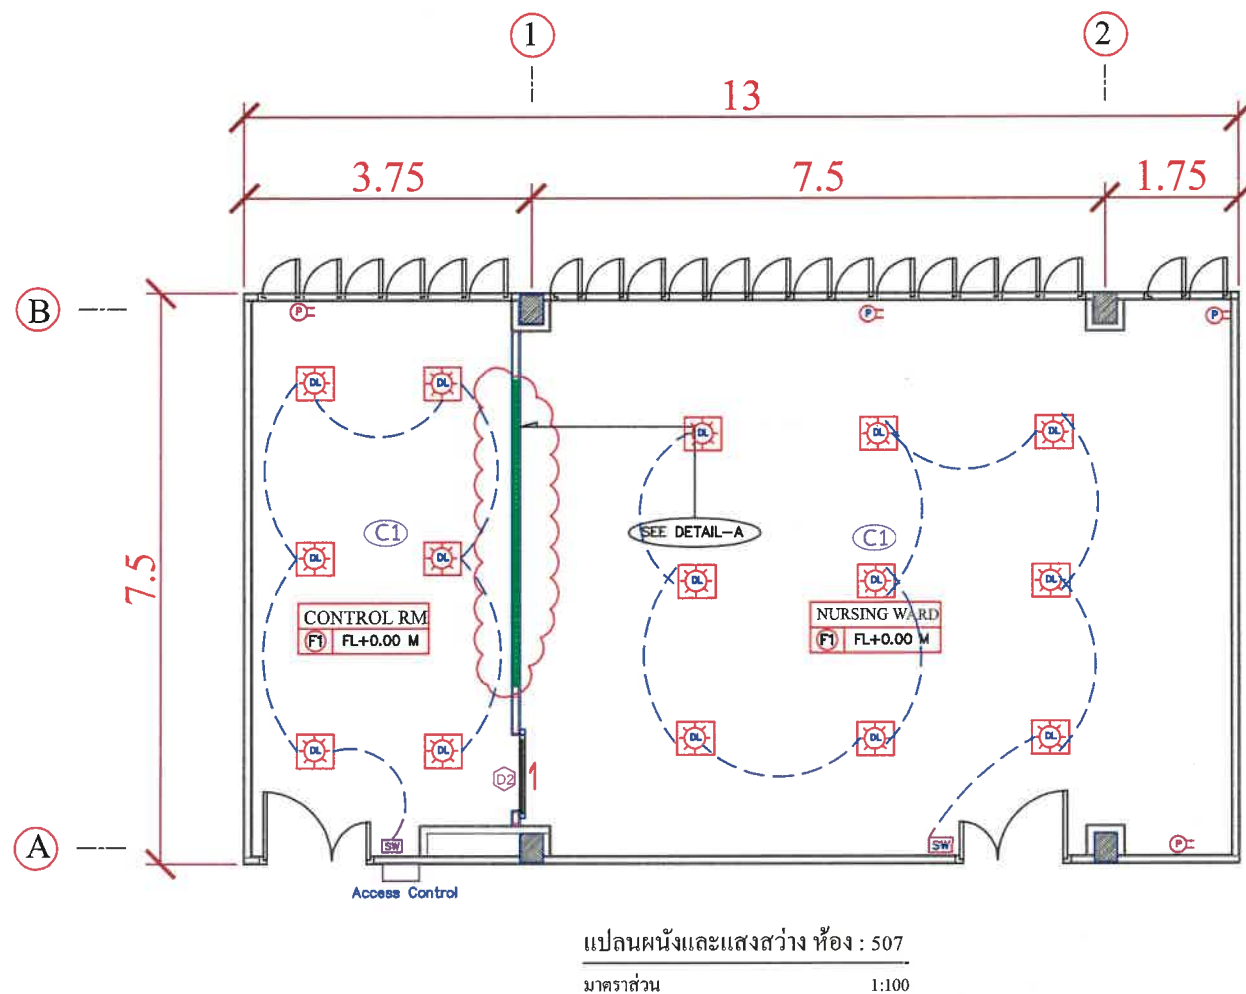 1
2
13
3.75
7.5
1.75
B
P
P
P
DL
DL
DL
DL
DL
C1
SEE DETAIL-A
C1
7.5
DL
DL
DL
DL
DL
CONTROL RM
F1 FL+0.00 M
NURSING WARD
F1 FL+0.00 M
DL
DL
DL
DL
DL
D2
1
A
SW
SW
P
Access Control
แปลนผนังและแสงสว่าง ห้อง : 507
มาตราส่วน 1:100